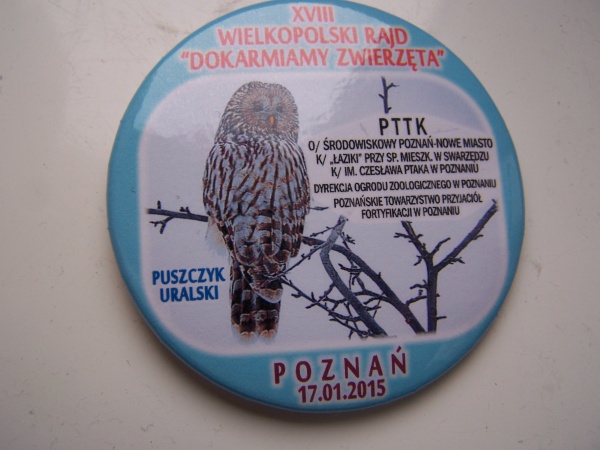 XVIII
WIELKOPOLSKI RAJD
"DOKARMIAMY ZWIERZĘTA"
PTTK
O/ ŚRODOWISKOWY POZNAŃ-NOWE MIASTO
K/ „ŁAZIKI” PRZY SP. MIESZK. W SWARZĘDZU
K/ IM. CZESŁAWA PTAKA W POZNANIU
DYREKCJA OGRODU ZOOLOGICZNEGO W POZNANIU
POZNAŃSKIE TOWARZYSTWO PRZYJACIÓŁ
FORTYFIKACJI W POZNANIU
PUSZCZYK
URALSKI
POZNAŃ
17.01.2015